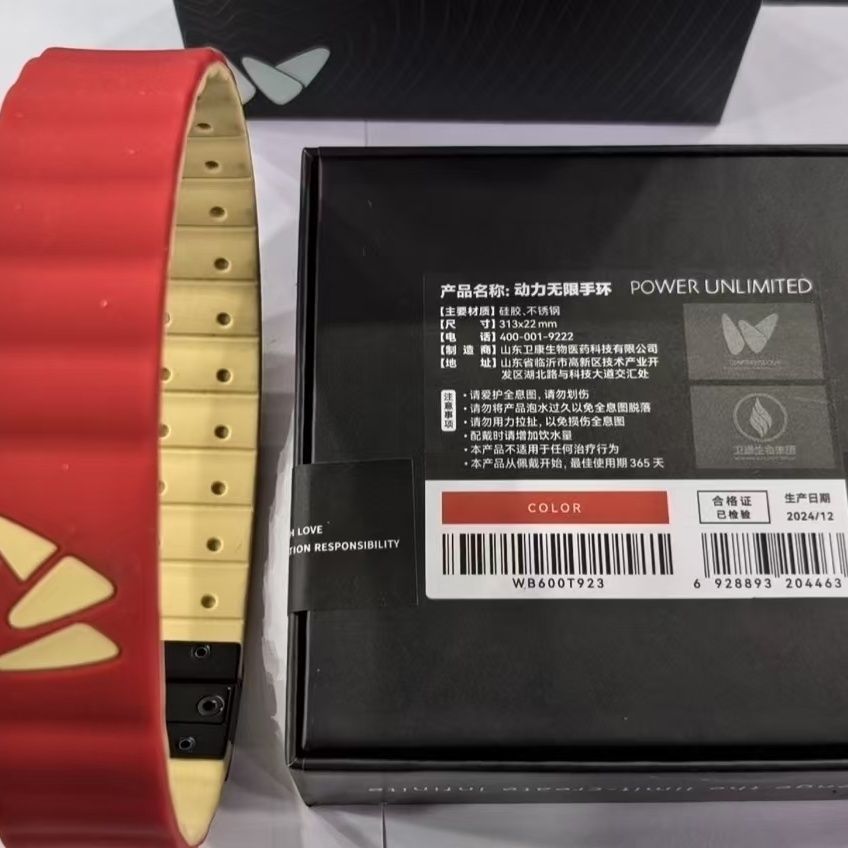 产品名称: 动力无限手环 POWER UNLIMITED
【主要材质】硅胶、不锈钢
【尺 寸】313x22 mm
【电 话】400-001-9222
【制 造 商】山东卫康生物医药科技有限公司
【地 址】山东省临沂市高新区技术产业开
发区湖北路与科技大道交汇处
注意事项
·请爱护全息图, 请勿划伤
·请勿将产品泡水过久以免全息图脱落
·请勿用力拉扯, 以免损伤全息图
·配戴时请增加饮水量
·本产品不适用于任何治疗行为
·本产品从佩戴开始, 最佳使用期 365 天
卫康生物集团
COLOR
合格证
已检验
生产日期
2024/12
WB600T923
6 928893 204463
H LOVE
TION RESPONSIBILITY
the limit-create infinite